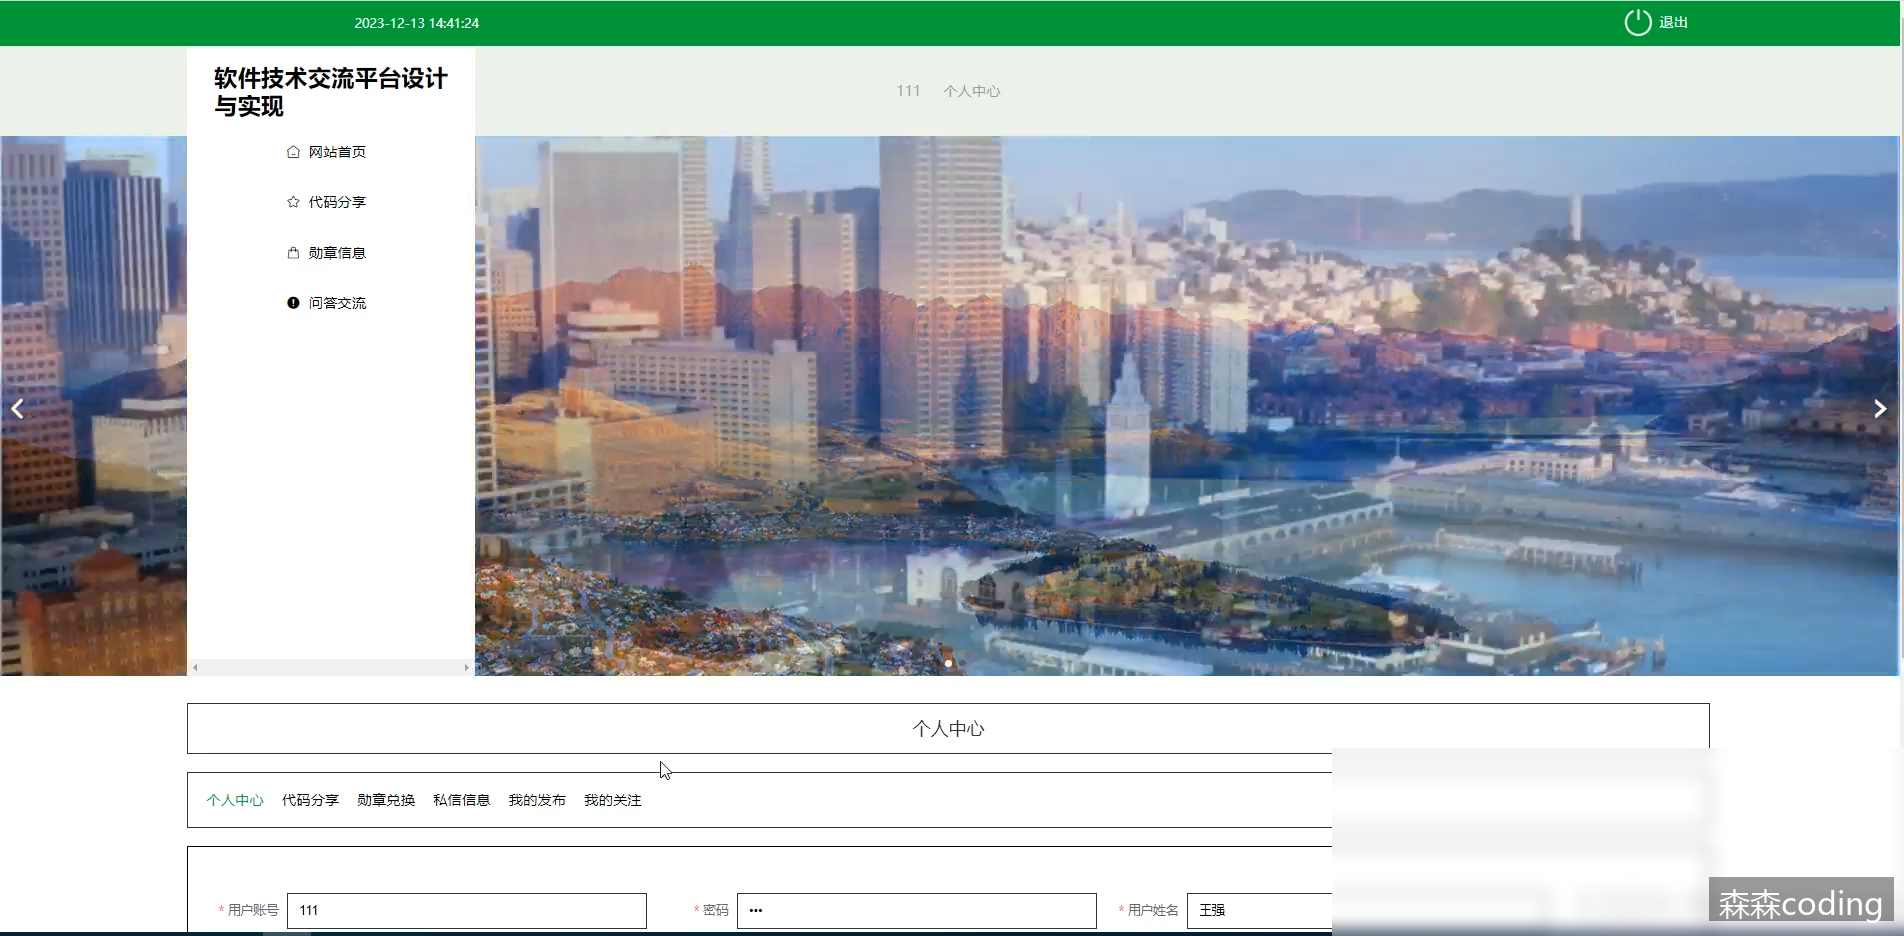 2023-12-13 14:41:24
退出
软件技术交流平台设计
与实现
111 个人中心
网站首页
代码分享
勋章信息
问答交流
个人中心
个人中心 代码分享 勋章兑换 私信信息 我的发布 我的关注
* 用户账号 111 * 密码 ••• * 用户姓名 王强
森森coding